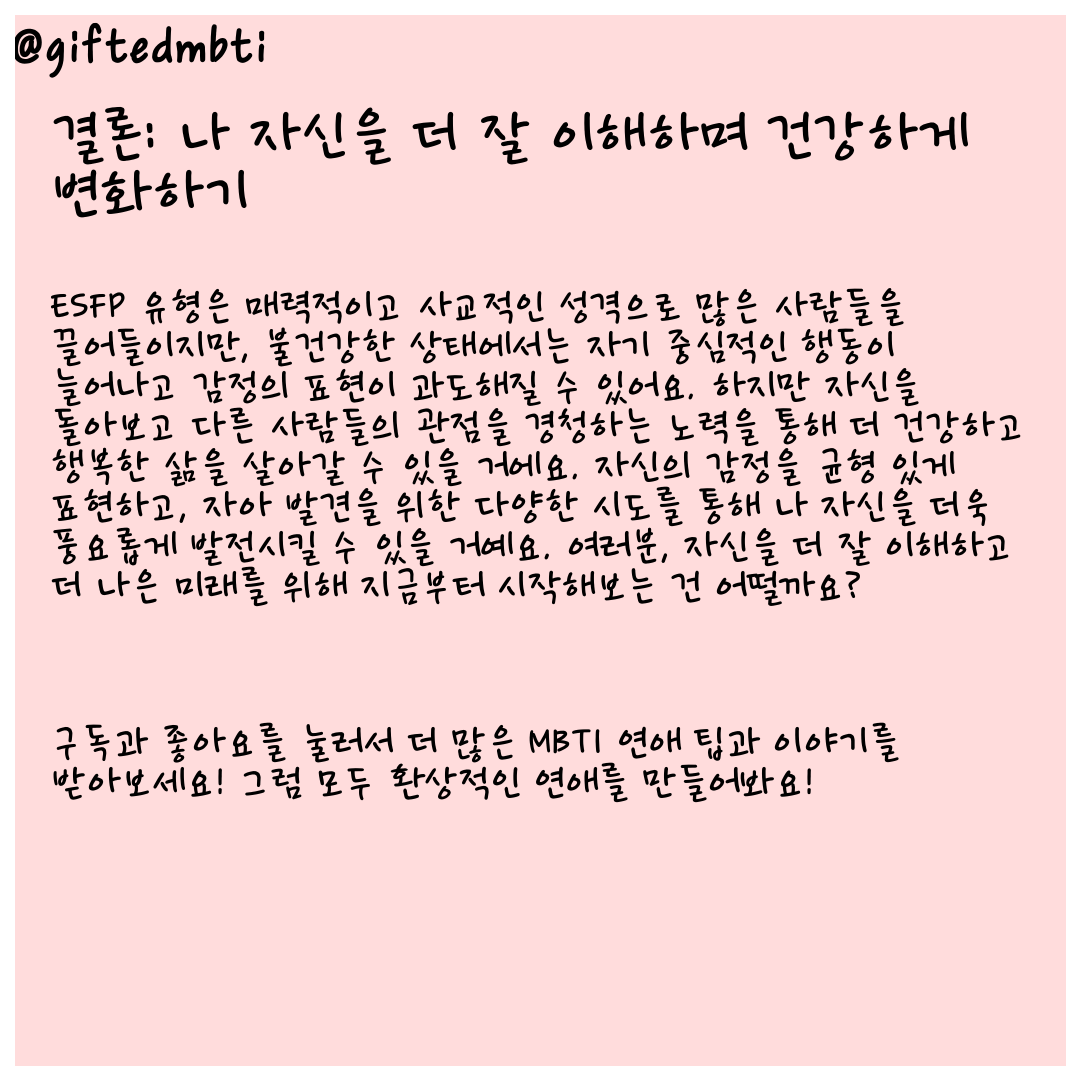 @giftedmbti
결론: 나 자신을 더 잘 이해하며 건강하게
변화하기
ESFP 유형은 매력적이고 사교적인 성격으로 많은 사람들을
끌어들이지만, 불건강한 상태에서는 자기 중심적인 행동이
늘어나고 감정의 표현이 과도해질 수 있어요. 하지만 자신을
돌아보고 다른 사람들의 관점을 경청하는 노력을 통해 더 건강하고
행복한 삶을 살아갈 수 있을 거에요. 자신의 감정을 균형 있게
표현하고, 자아 발견을 위한 다양한 시도를 통해 나 자신을 더욱
풍요롭게 발전시킬 수 있을 거예요. 여러분, 자신을 더 잘 이해하고
더 나은 미래를 위해 지금부터 시작해보는 건 어떨까요?
구독과 좋아요를 눌러서 더 많은 MBTI 연애 팁과 이야기를
받아보세요! 그럼 모두 환상적인 연애를 만들어봐요!